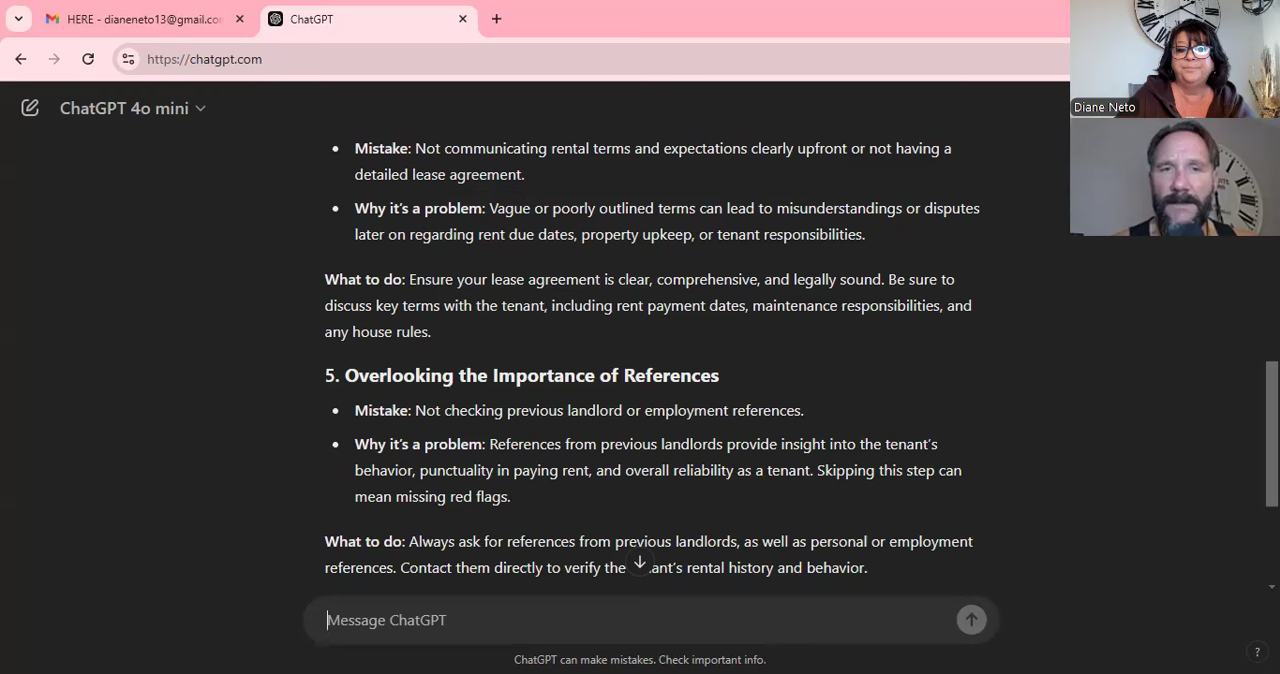 HERE - dianeneto13@gmail.co
ChatGPT
https://chatgpt.com
ChatGPT 4o mini
Diane Neto
• Mistake: Not communicating rental terms and expectations clearly upfront or not having a
detailed lease agreement.
• Why it's a problem: Vague or poorly outlined terms can lead to misunderstandings or disputes
later on regarding rent due dates, property upkeep, or tenant responsibilities.
What to do: Ensure your lease agreement is clear, comprehensive, and legally sound. Be sure to
discuss key terms with the tenant, including rent payment dates, maintenance responsibilities, and
any house rules.
5. Overlooking the Importance of References
• Mistake: Not checking previous landlord or employment references.
• Why it's a problem: References from previous landlords provide insight into the tenant's
behavior, punctuality in paying rent, and overall reliability as a tenant. Skipping this step can
mean missing red flags.
What to do: Always ask for references from previous landlords, as well as personal or employment
references. Contact them directly to verify the ant's rental history and behavior.
Message ChatGPT
ChatGPT can make mistakes. Check important info.
?